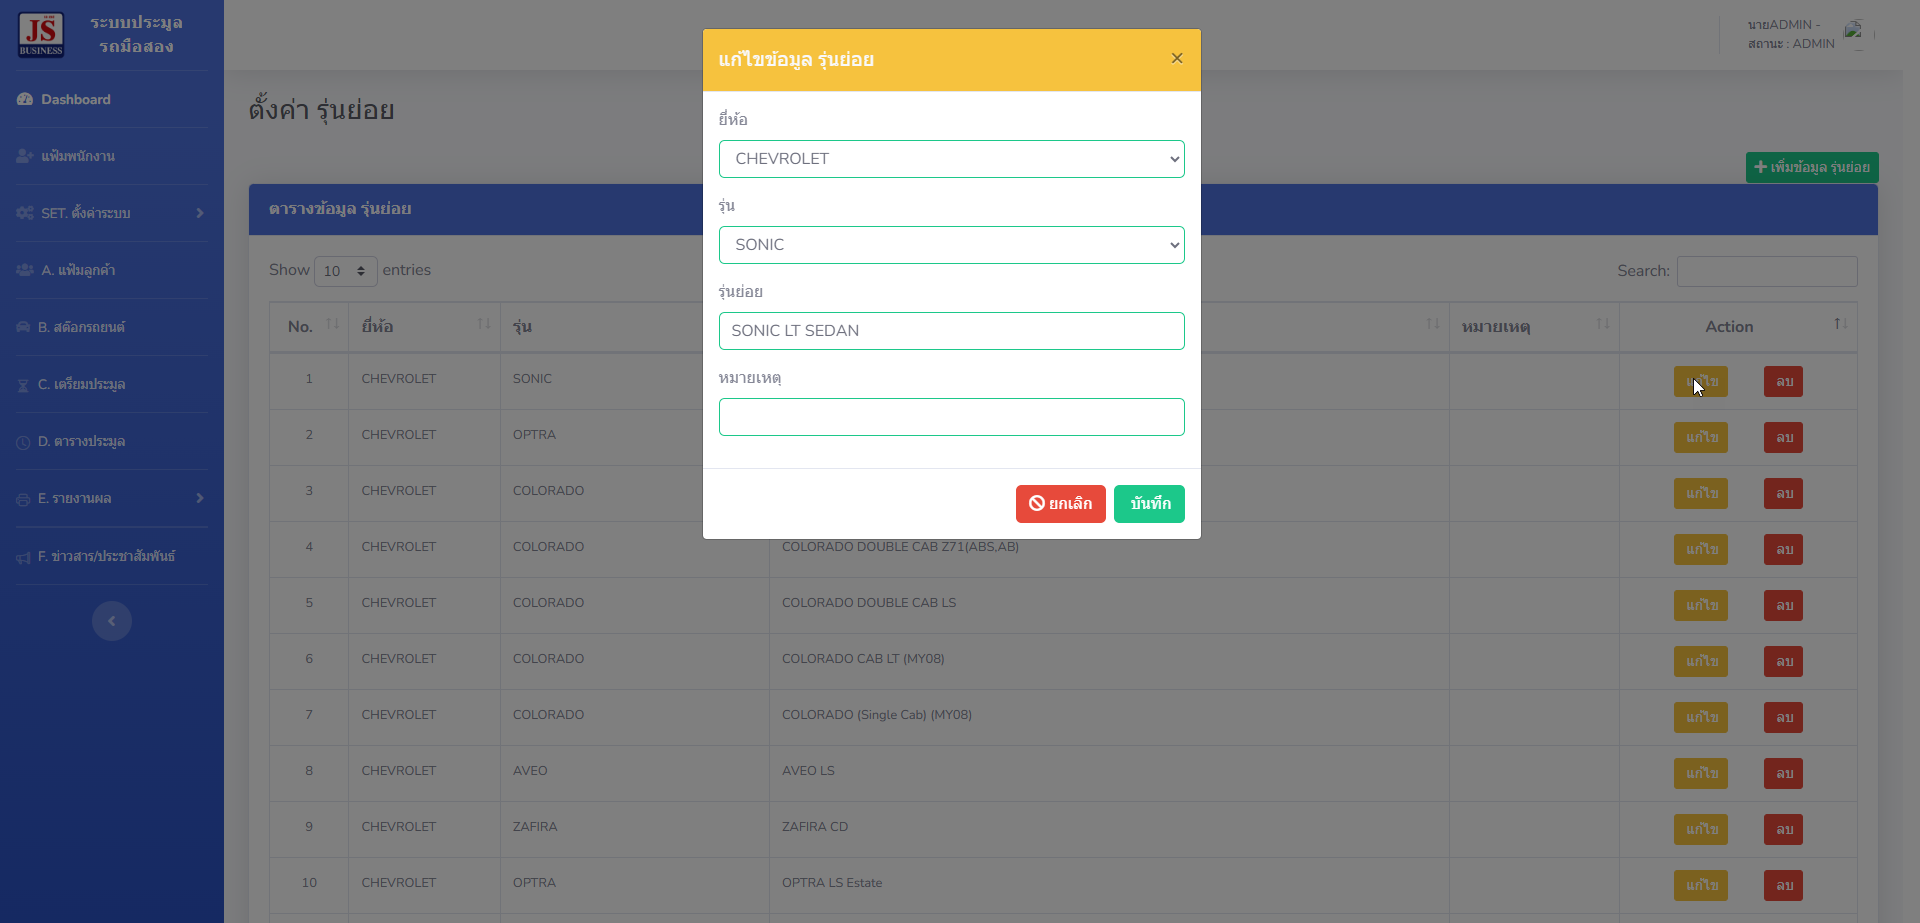 JS
BUSINESS
ระบบประมูล
รถมือสอง
Dashboard
แฟ้มพนักงาน
SET. ตั้งค่าระบบ
A. แฟ้มลูกค้า
B. สต๊อกรถยนต์
C. เตรียมประมูล
D. ตารางประมูล
E. รายงานผล
F. ข่าวสาร/ประชาสัมพันธ์
นายADMIN -
สถานะ : ADMIN
ตั้งค่า รุ่นย่อย
เพิ่มข้อมูล รุ่นย่อย
ตารางข้อมูล รุ่นย่อย
Show 10 entries
Search:
No. ยี่ห้อ รุ่น หมายเหตุ Action
1 CHEVROLET SONIC แก้ไข ลบ
2 CHEVROLET OPTRA แก้ไข ลบ
3 CHEVROLET COLORADO แก้ไข ลบ
4 CHEVROLET COLORADO COLORADO DOUBLE CAB Z71(ABS,AB) แก้ไข ลบ
5 CHEVROLET COLORADO COLORADO DOUBLE CAB LS แก้ไข ลบ
6 CHEVROLET COLORADO COLORADO CAB LT (MY08) แก้ไข ลบ
7 CHEVROLET COLORADO COLORADO (Single Cab) (MY08) แก้ไข ลบ
8 CHEVROLET AVEO AVEO LS แก้ไข ลบ
9 CHEVROLET ZAFIRA ZAFIRA CD แก้ไข ลบ
10 CHEVROLET OPTRA OPTRA LS Estate แก้ไข ลบ
แก้ไขข้อมูล รุ่นย่อย ×
ยี่ห้อ
CHEVROLET
รุ่น
SONIC
รุ่นย่อย
SONIC LT SEDAN
หมายเหตุ
ยกเลิก บันทึก